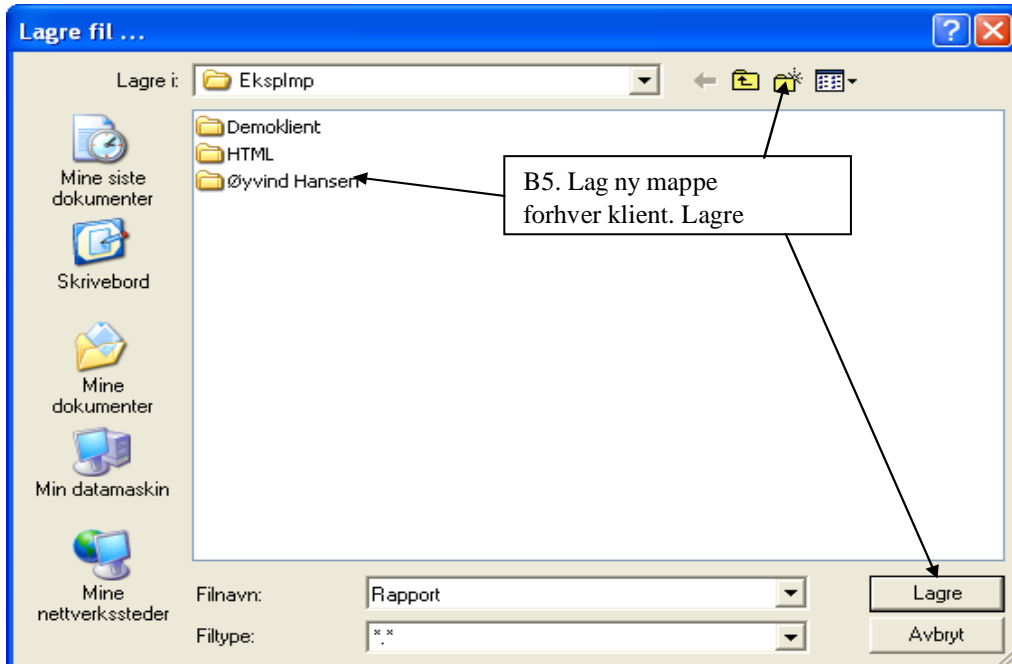 Lagre fil ...
Lagre i:
EkspImp
Demoklient
HTML
Øyvind Hansen
B5. Lag ny mappe
forhver klient. Lagre
Mine siste
dokumenter
Skrivebord
Mine
dokumenter
Min datamaskin
Mine
nettverkssteder
Filnavn:
Rapport
Lagre
Filtype:
*.*
Avbryt